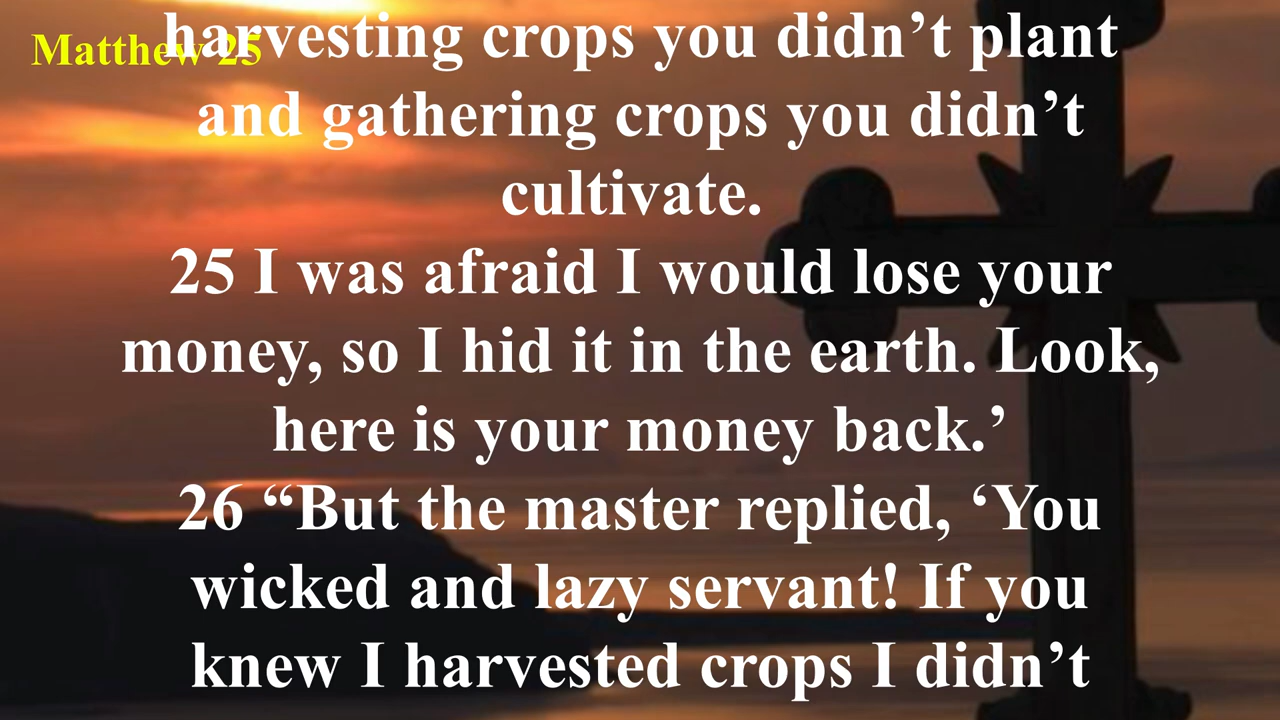 Matthew 25
harvesting crops you didn’t plant
and gathering crops you didn’t
cultivate.
25 I was afraid I would lose your
money, so I hid it in the earth. Look,
here is your money back.’
26 “But the master replied, ‘You
wicked and lazy servant! If you
knew I harvested crops I didn’t